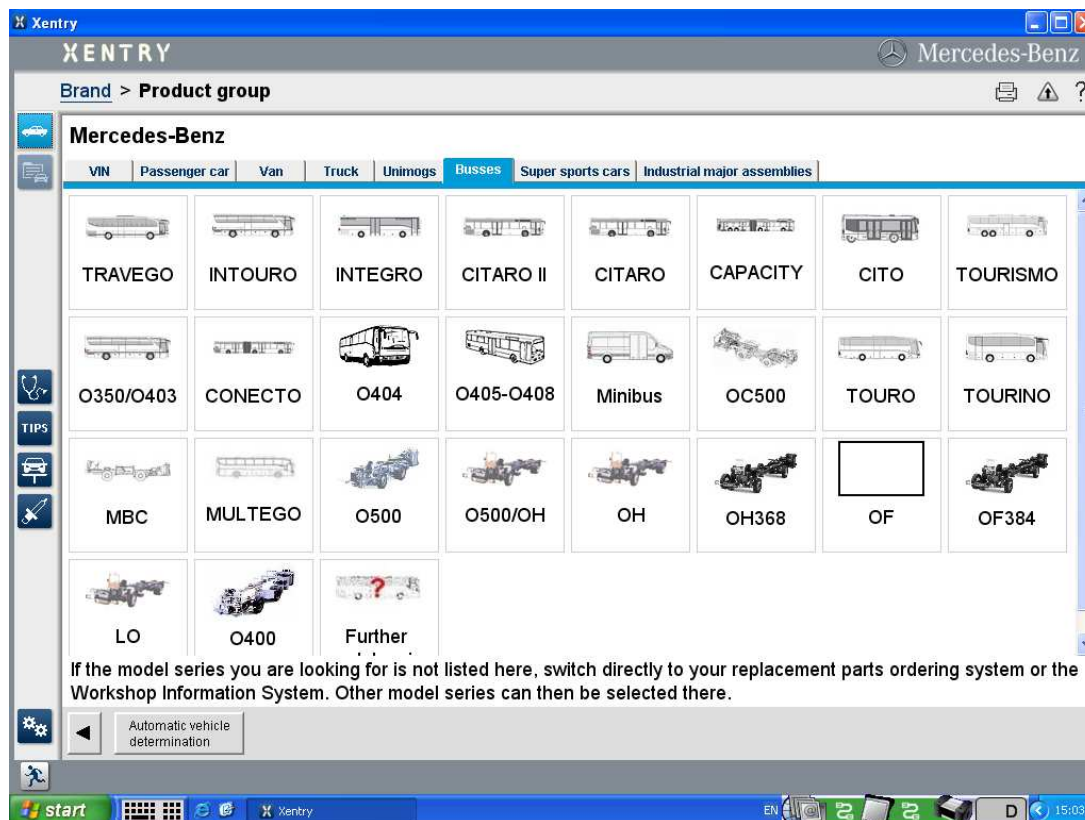 Xentry
XENTRY
Mercedes-Benz
Brand > Product group
?
Mercedes-Benz
VIN Passenger car Van Truck Unimogs Busses Super sports cars Industrial major assemblies
TRAVEGO INTOURO INTEGRO CITARO II CITARO CAPACITY CITO TOURISMO
O350/O403 CONECTO O404 O405-O408 Minibus OC500 TOURO TOURINO
TIPS
MBC MULTEGO O500 O500/OH OH OH368 OF OF384
?
LO O400 Further
If the model series you are looking for is not listed here, switch directly to your replacement parts ordering system or the
Workshop Information System. Other model series can then be selected there.
Automatic vehicle
determination
start Xentry EN D 15:03